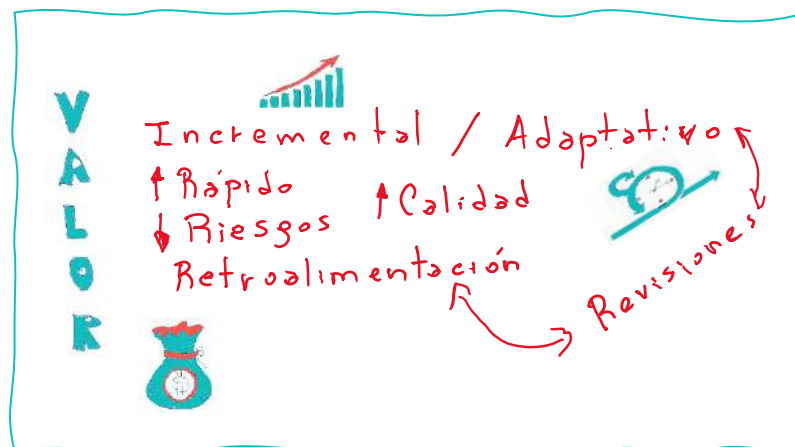 VALOR
Incremental / Adaptativo
↑ Rápido
↑ Calidad
↓ Riesgos
Retroalimentación
Revisiones